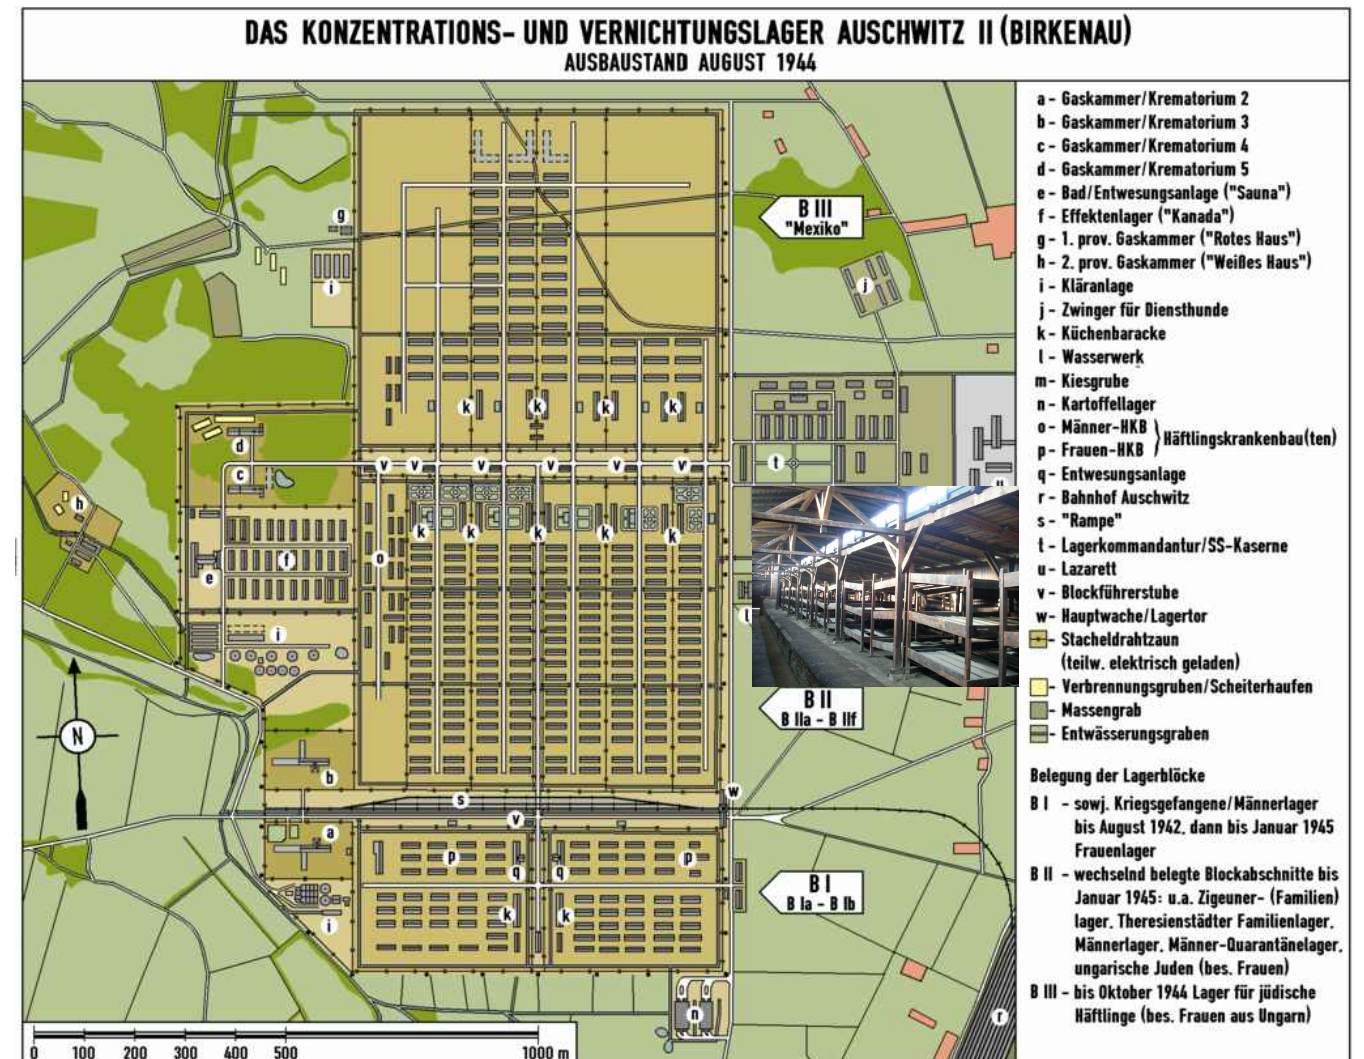 DAS KONZENTRATIONS- UND VERNICHTUNGSLAGER AUSCHWITZ II (BIRKENAU)
AUSBAUSTAND AUGUST 1944
a - Gaskammer/Krematorium 2
b - Gaskammer/Krematorium 3
c - Gaskammer/Krematorium 4
d - Gaskammer/Krematorium 5
e - Bad/Entwesungsanlage ("Sauna")
f - Effektenlager ("Kanada")
g - 1. prov. Gaskammer ("Rotes Haus")
h - 2. prov. Gaskammer ("Weißes Haus")
i - Kläranlage
j - Zwinger für Diensthunde
k - Küchenbaracke
l - Wasserwerk
m - Kiesgrube
n - Kartoffellager
o - Männer-HKB
p - Frauen-HKB
Häftlingskrankenbau(ten)
q - Entwesungsanlage
r - Bahnhof Auschwitz
s - "Rampe"
t - Lagerkommandantur/SS-Kaserne
u - Lazarett
v - Blockführerstube
w - Hauptwache/Lagertor
- Stacheldrahtzaun
(teilw. elektrisch geladen)
- Verbrennungsgruben/Scheiterhaufen
- Massengrab
- Entwässerungsgraben
Belegung der Lagerblöcke
B I - sowj. Kriegsgefangene/Männerlager
bis August 1942, dann bis Januar 1945
Frauenlager
B II - wechselnd belegte Blockabschnitte bis
Januar 1945: u.a. Zigeuner- (Familien)
lager, Theresienstädter Familienlager,
Männerlager, Männer-Quarantänelager,
ungarische Juden (bes. Frauen)
B III - bis Oktober 1944 Lager für jüdische
Häftlinge (bes. Frauen aus Ungarn)
B III
"Mexiko"
g
i
j
k k k k
d
v v v v v v
t
c
h
k k k k k
f
o
e
l
i
B II
B IIa - B IIf
N
b
w
s
v
a
p p
q q
B I
B Ia - B Ib
k k
i
n
r
0 100 200 300 400 500 1000 m